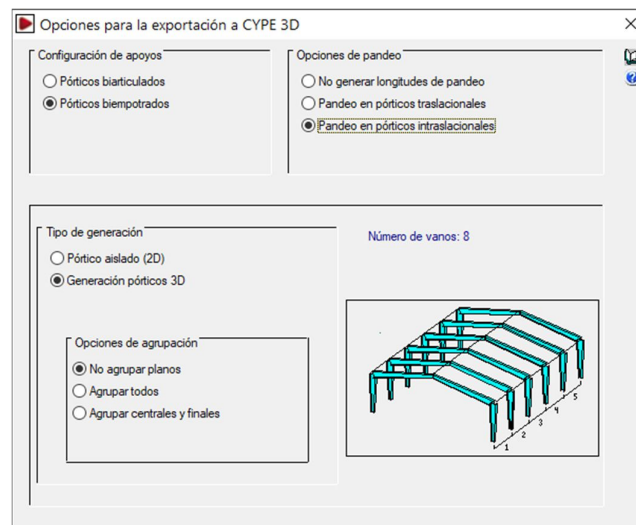 Opciones para la exportación a CYPE 3D
Configuración de apoyos
Pórticos biarticulados
Pórticos biempotrados
Opciones de pandeo
No generar longitudes de pandeo
Pandeo en pórticos traslacionales
Pandeo en pórticos intraslacionales
Tipo de generación
Pórtico aislado (2D)
Generación pórticos 3D
Opciones de agrupación
No agrupar planos
Agrupar todos
Agrupar centrales y finales
Número de vanos: 8
1
2
3
4
5